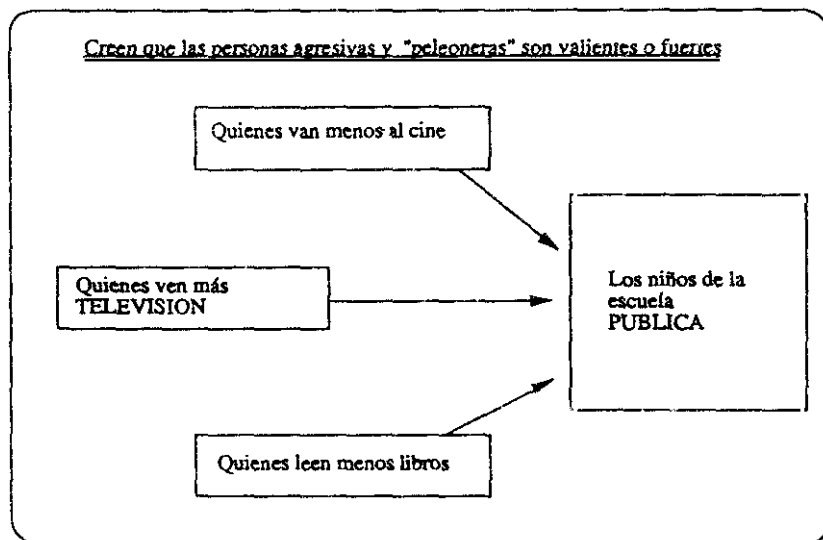 Creen que las personas agresivas y "peleoneras" son valientes o fuertes
Quienes van menos al cine
Quienes ven más
TELEVISION
Los niños de la
escuela
PUBLICA
Quienes leen menos libros